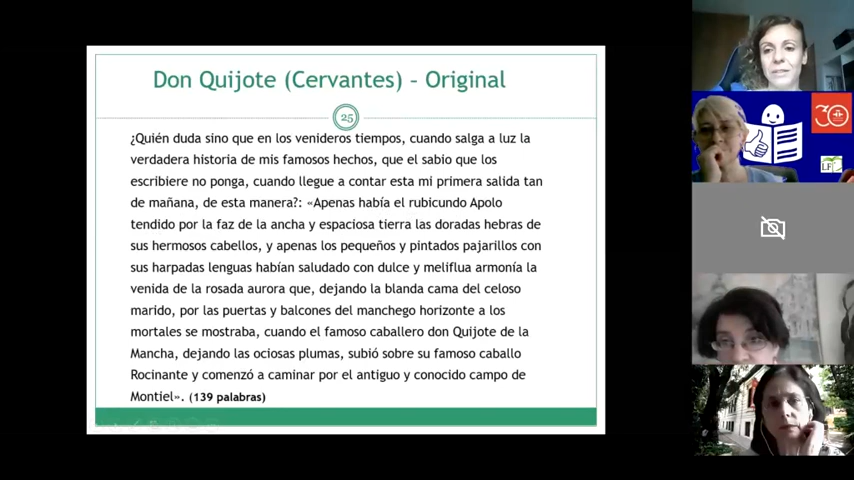 Don Quijote (Cervantes) – Original
25
¿Quién duda sino que en los venideros tiempos, cuando salga a luz la
verdadera historia de mis famosos hechos, que el sabio que los
escribiere no ponga, cuando llegue a contar esta mi primera salida tan
de mañana, de esta manera?: «Apenas había el rubicundo Apolo
tendido por la faz de la ancha y espaciosa tierra las doradas hebras de
sus hermosos cabellos, y apenas los pequeños y pintados pajarillos con
sus harpadas lenguas habían saludado con dulce y meliflua armonía la
venida de la rosada aurora que, dejando la blanda cama del celoso
marido, por las puertas y balcones del manchego horizonte a los
mortales se mostraba, cuando el famoso caballero don Quijote de la
Mancha, dejando las ociosas plumas, subió sobre su famoso caballo
Rocinante y comenzó a caminar por el antiguo y conocido campo de
Montiel». (139 palabras)
30
LF